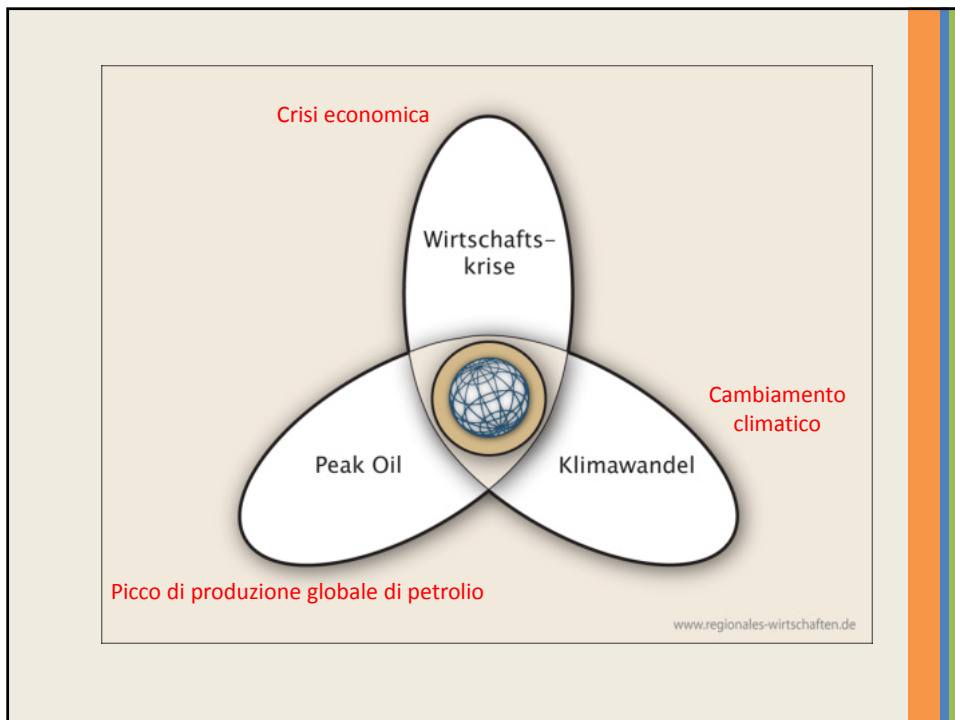 Crisi economica
Wirtschafts-
krise
Cambiamento
climatico
Peak Oil
Klimawandel
Picco di produzione globale di petrolio
www.regionales-wirtschaften.de